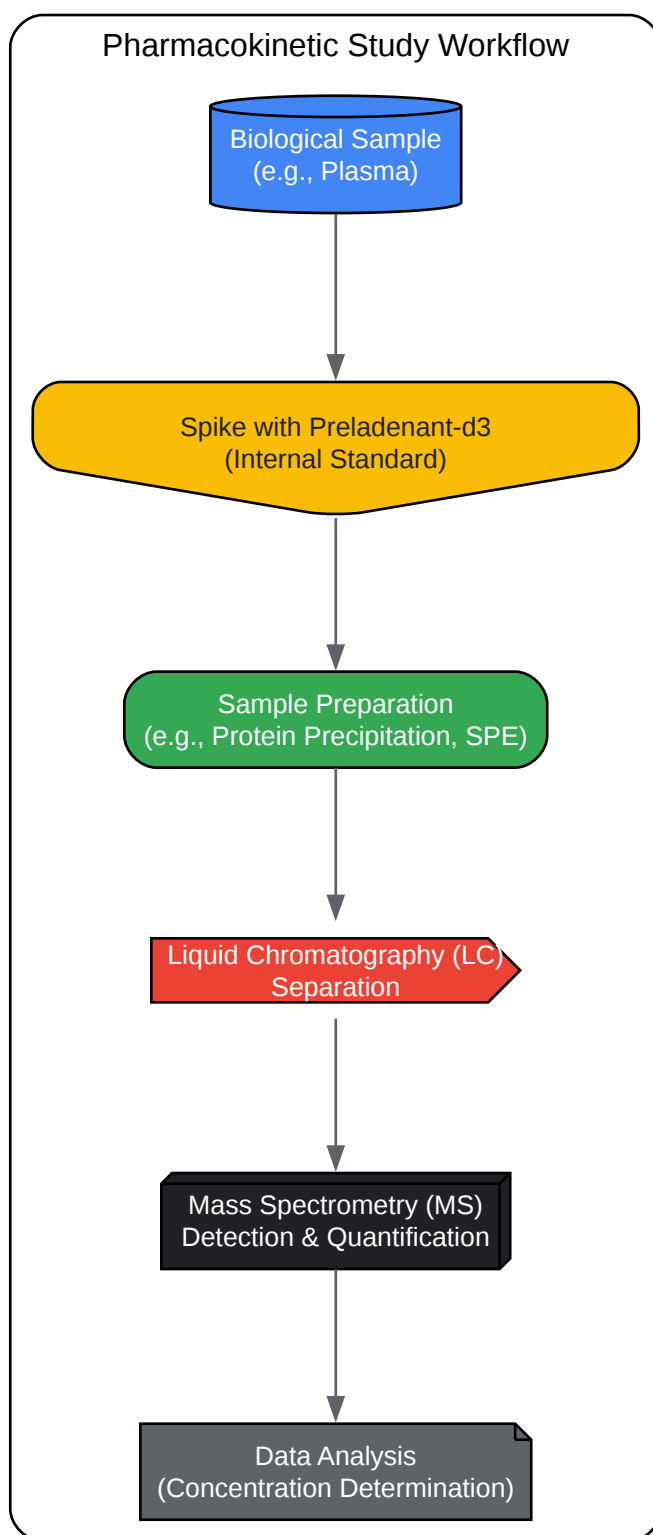 Pharmacokinetic Study Workflow
Biological Sample
(e.g., Plasma)
Spike with Preladenant-d3
(Internal Standard)
Sample Preparation
(e.g., Protein Precipitation, SPE)
Liquid Chromatography (LC)
Separation
Mass Spectrometry (MS)
Detection & Quantification
Data Analysis
(Concentration Determination)